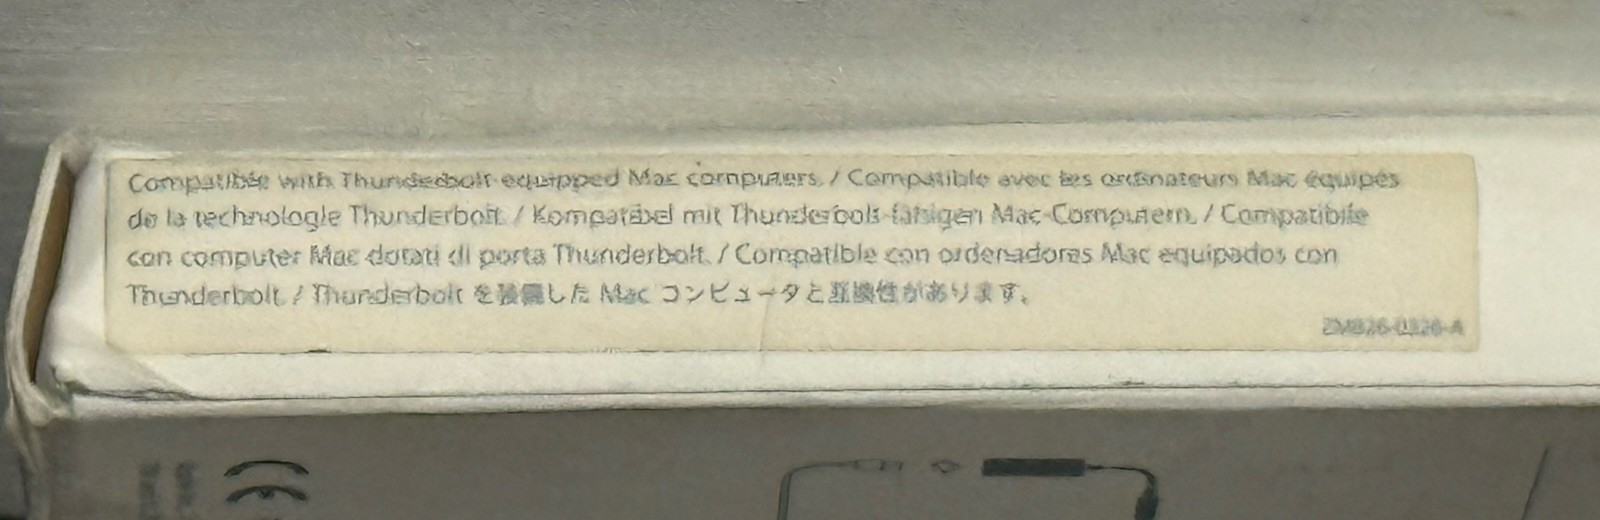 Compatible with Thunderbolt-equipped Mac computers. / Compatible avec les ordinateurs Mac équipés
de la technologie Thunderbolt. / Kompatibel mit Thunderbolt-fähigen Mac-Computern. / Compatibile
con computer Mac dotati di porta Thunderbolt. / Compatible con ordenadores Mac equipados con
Thunderbolt. / Thunderbolt を装備した Mac コンピュータと互換性があります。